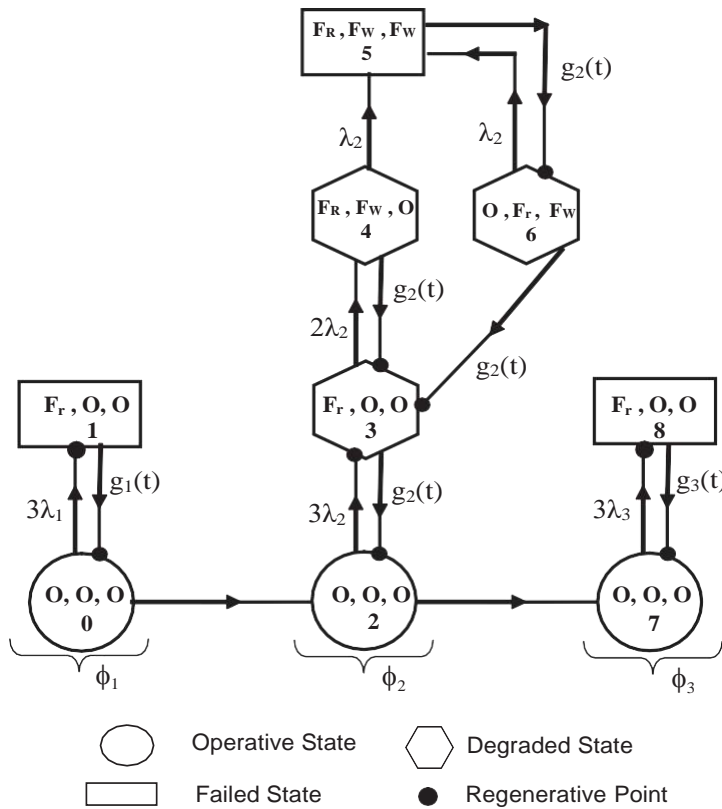 F_R , F_W , F_W
5
g₂(t)
λ₂
λ₂
F_R , F_W , O
4
O , F_r , F_W
6
g₂(t)
2λ₂
g₂(t)
F_r , O, O
1
F_r , O, O
3
F_r , O, O
8
3λ₁
g₁(t)
3λ₂
g₂(t)
3λ₃
g₃(t)
O, O, O
0
O, O, O
2
O, O, O
7
ϕ₁
ϕ₂
ϕ₃
Operative State
Degraded State
Failed State
Regenerative Point